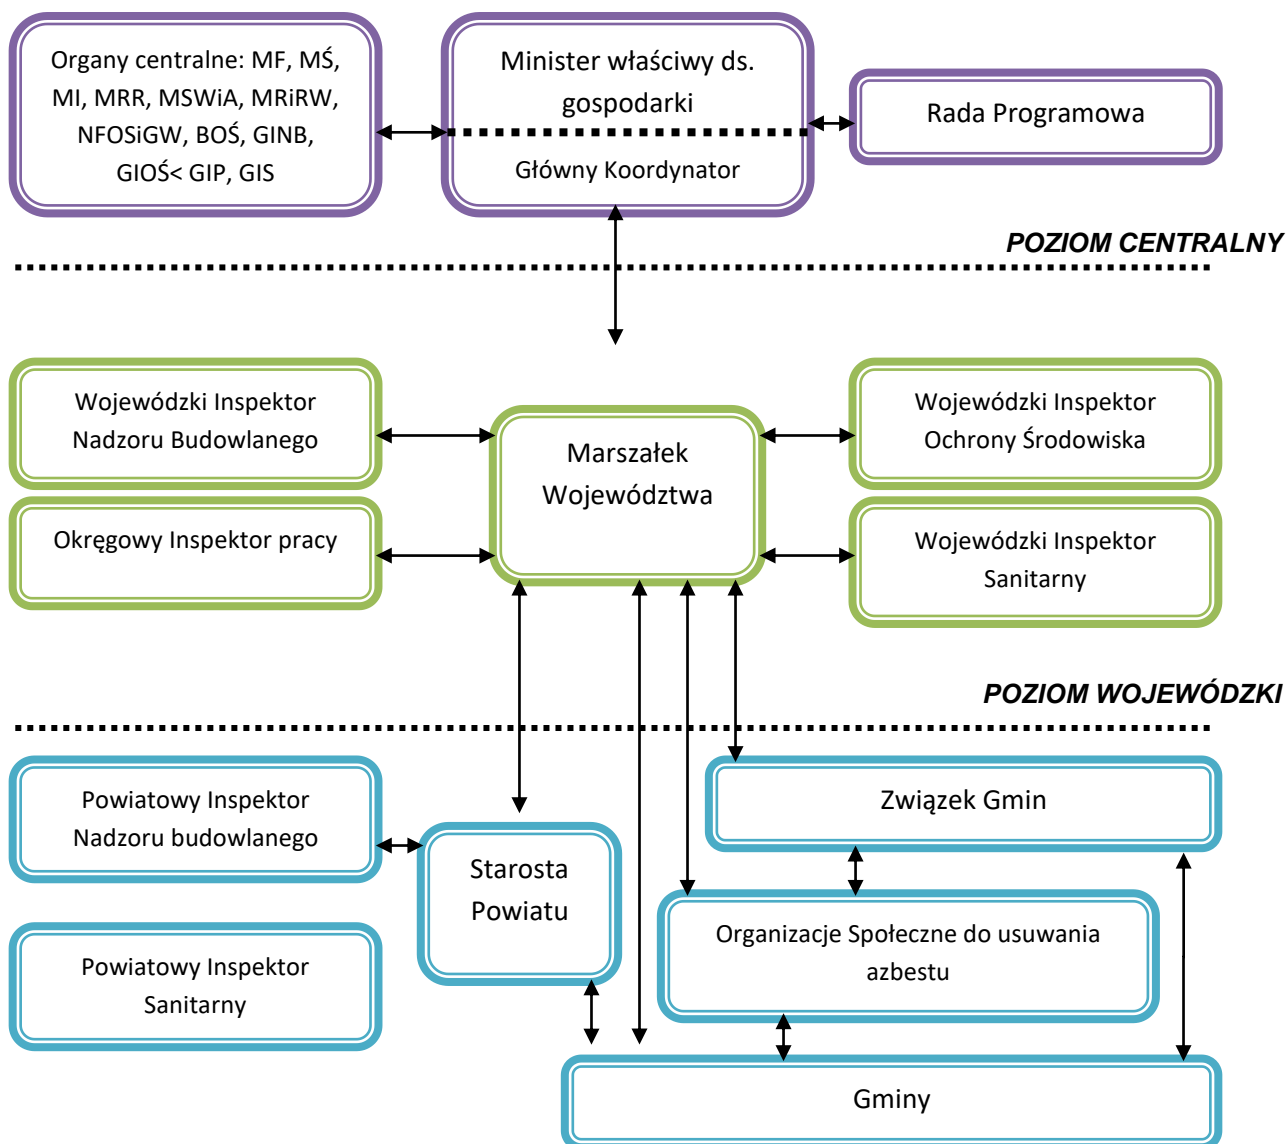 Organy centralne: MF, MŚ,
MI, MRR, MSWiA, MRiRW,
NFOSiGW, BOŚ, GINB,
GIOŚ< GIP, GIS
Minister właściwy ds.
gospodarki
Główny Koordynator
Rada Programowa
POZIOM CENTRALNY
Wojewódzki Inspektor
Nadzoru Budowlanego
Okręgowy Inspektor pracy
Marszałek
Województwa
Wojewódzki Inspektor
Ochrony Środowiska
Wojewódzki Inspektor
Sanitarny
POZIOM WOJEWÓDZKI
Powiatowy Inspektor
Nadzoru budowlanego
Powiatowy Inspektor
Sanitarny
Starosta
Powiatu
Związek Gmin
Organizacje Społeczne do usuwania
azbestu
Gminy